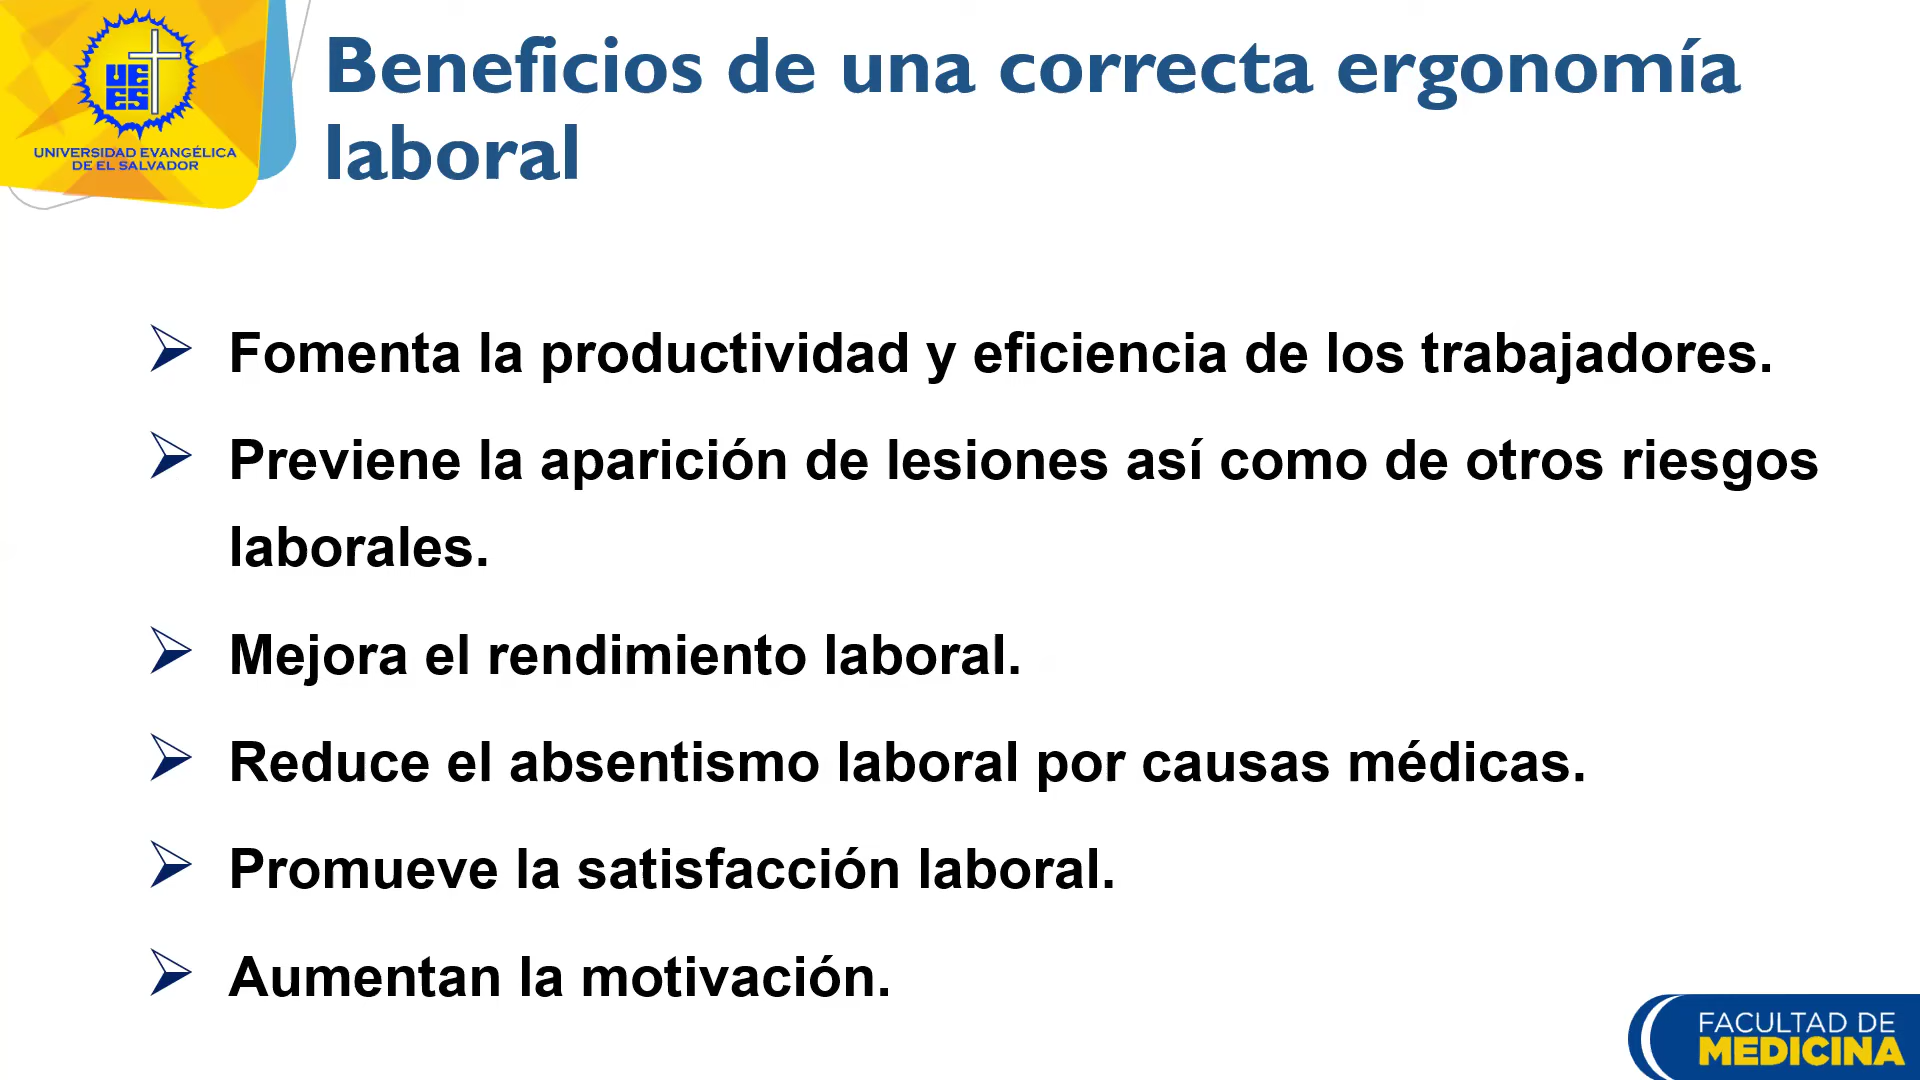 UE
ES
UNIVERSIDAD EVANGÉLICA
DE EL SALVADOR
Beneficios de una correcta ergonomía
laboral
Fomenta la productividad y eficiencia de los trabajadores.
Previene la aparición de lesiones así como de otros riesgos
laborales.
Mejora el rendimiento laboral.
Reduce el absentismo laboral por causas médicas.
Promueve la satisfacción laboral.
Aumentan la motivación.
FACULTAD DE
MEDICINA